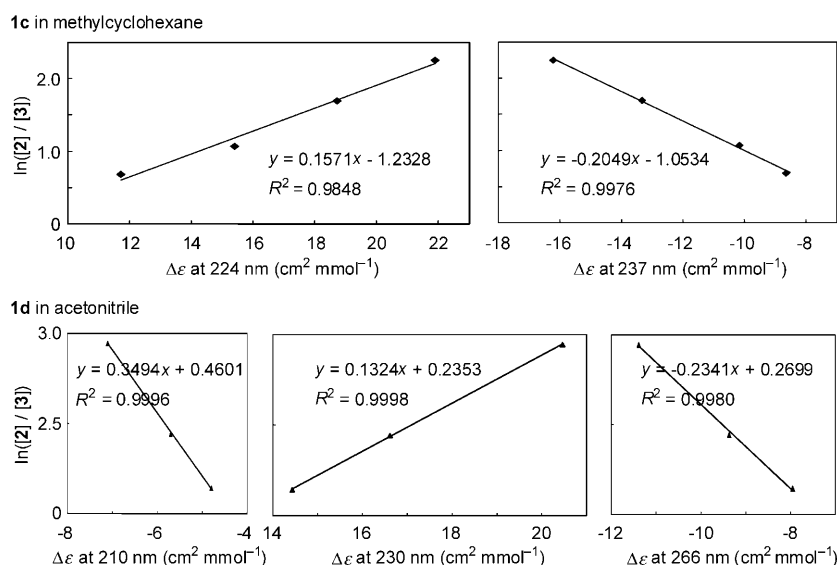 1c in methylcyclohexane
ln([2] / [3])
2.0
1.0
0
y = 0.1571x - 1.2328
R² = 0.9848
10 12 14 16 18 20 22
Δε at 224 nm (cm² mmol⁻¹)
y = -0.2049x - 1.0534
R² = 0.9976
-18 -16 -14 -12 -10 -8
Δε at 237 nm (cm² mmol⁻¹)
1d in acetonitrile
ln([2] / [3])
3.0
2.5
0
y = 0.3494x + 0.4601
R² = 0.9996
-8 -6 -4
Δε at 210 nm (cm² mmol⁻¹)
y = 0.1324x + 0.2353
R² = 0.9998
14 16 18 20
Δε at 230 nm (cm² mmol⁻¹)
y = -0.2341x + 0.2699
R² = 0.9980
-12 -10 -8
Δε at 266 nm (cm² mmol⁻¹)